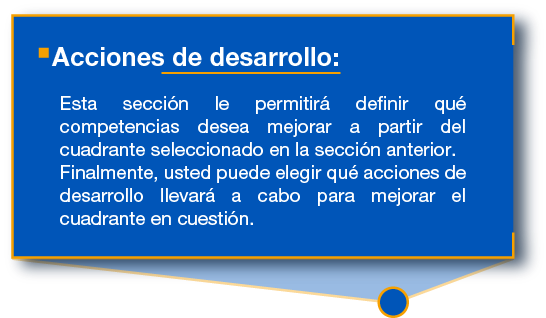 Acciones de desarrollo:
Esta sección le permitirá definir qué
competencias desea mejorar a partir del
cuadrante seleccionado en la sección anterior.
Finalmente, usted puede elegir qué acciones de
desarrollo llevará a cabo para mejorar el
cuadrante en cuestión.